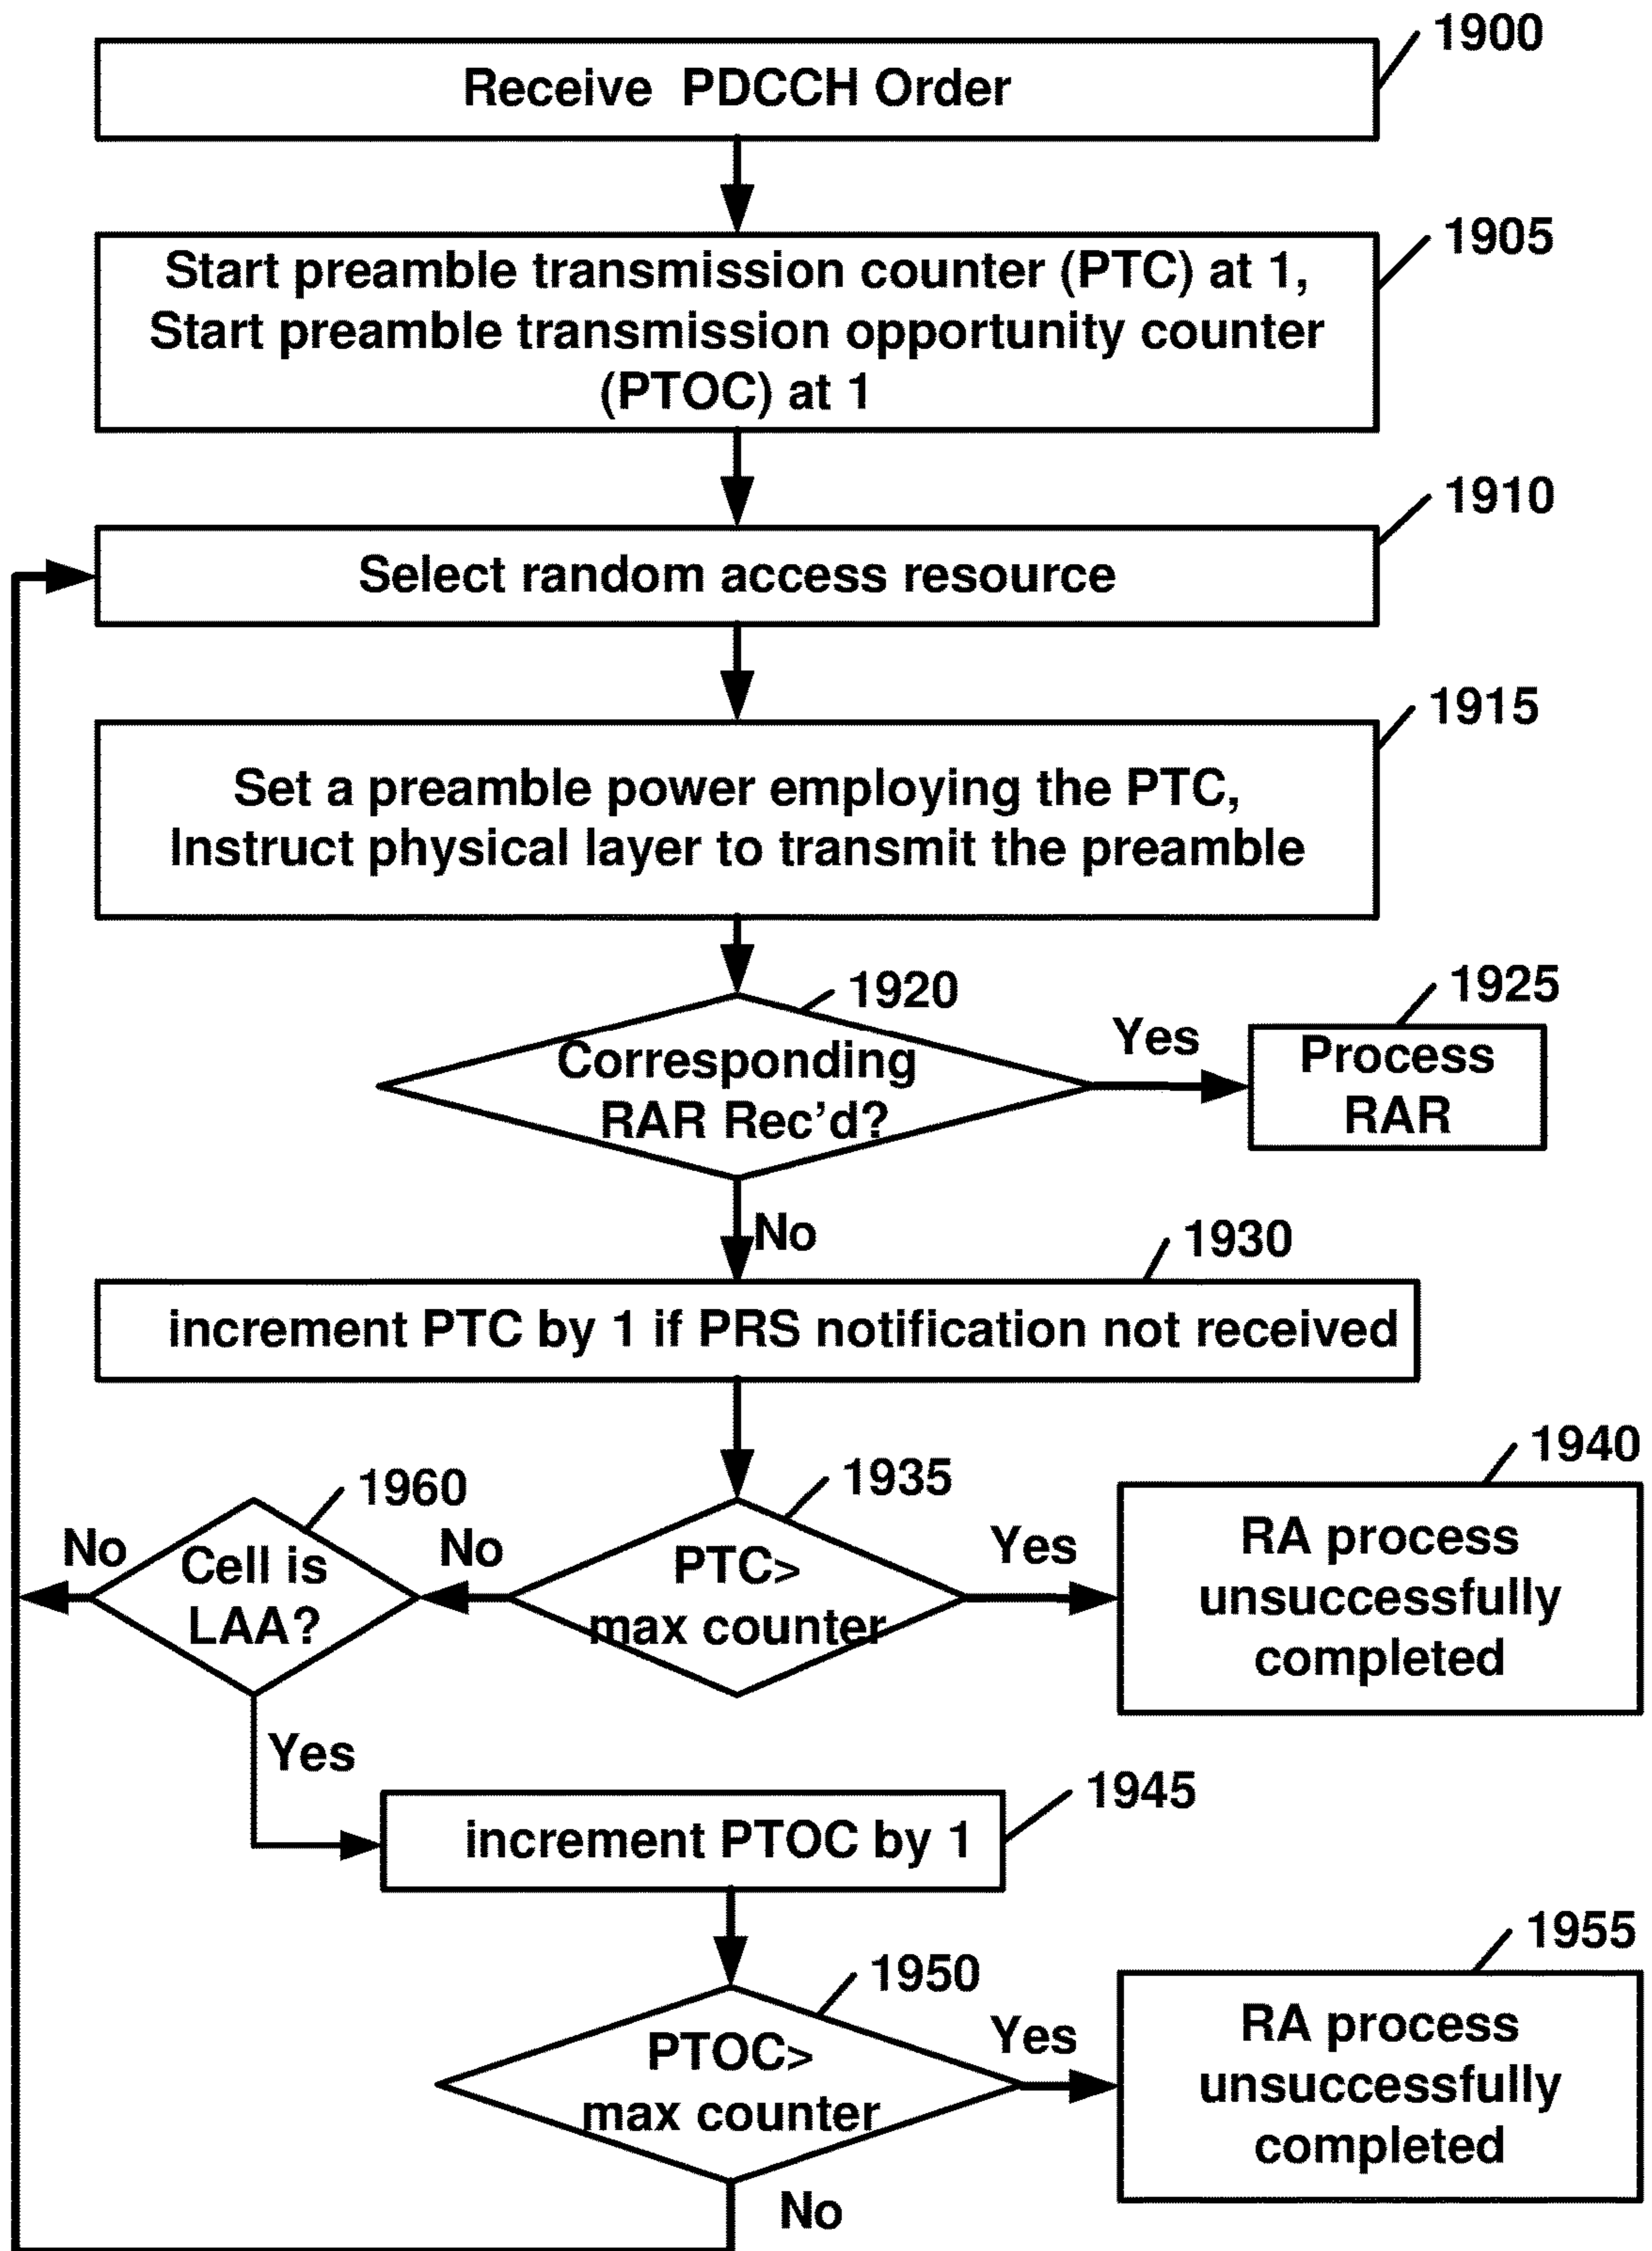 1900
Receive PDCCH Order
1905
Start preamble transmission counter (PTC) at 1,
Start preamble transmission opportunity counter
(PTOC) at 1
1910
Select random access resource
1915
Set a preamble power employing the PTC,
Instruct physical layer to transmit the preamble
1920
Corresponding
RAR Rec'd?
Yes
1925
Process
RAR
No
1930
increment PTC by 1 if PRS notification not received
1935
PTC>
max counter
Yes
1940
RA process
unsuccessfully
completed
No
1960
Cell is
LAA?
No
Yes
1945
increment PTOC by 1
1950
PTOC>
max counter
Yes
1955
RA process
unsuccessfully
completed
No